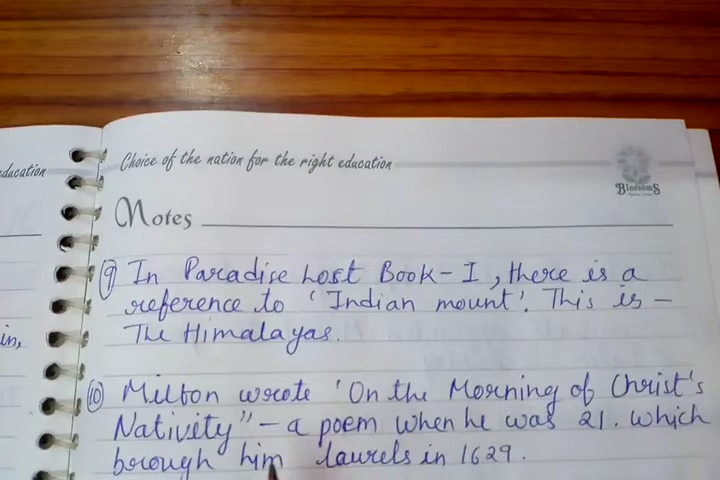 ducation
Choice of the nation for the right education
BlossomS
Notes
⑨ In Paradise Lost Book-I, there is a
reference to 'Indian mount'. This is -
in,
The Himalayas.
⑩ Milton wrote 'On the Morning of Christ's
Nativity" - a poem when he was 21. which
brough him laurels in 1629.